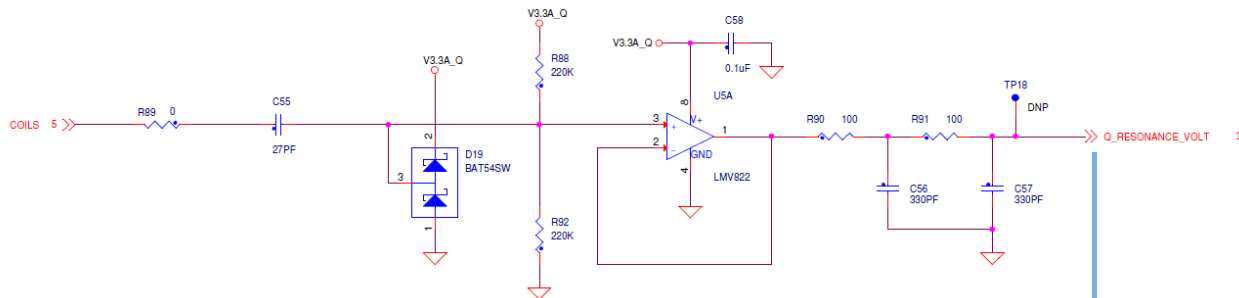 V3.3A_Q
C58
V3.3A_Q
R88
220K
V3.3A_Q
0.1uF
U5A
TP18
DNP
R89 0
C55
COILS 5
27PF
2
3
D19
BAT54SW
1
8
V+
3
+
2
-
1
GND
4
LMV822
R90 100
R91 100
Q_RESONANCE_VOLT
C56
330PF
C57
330PF
R92
220K